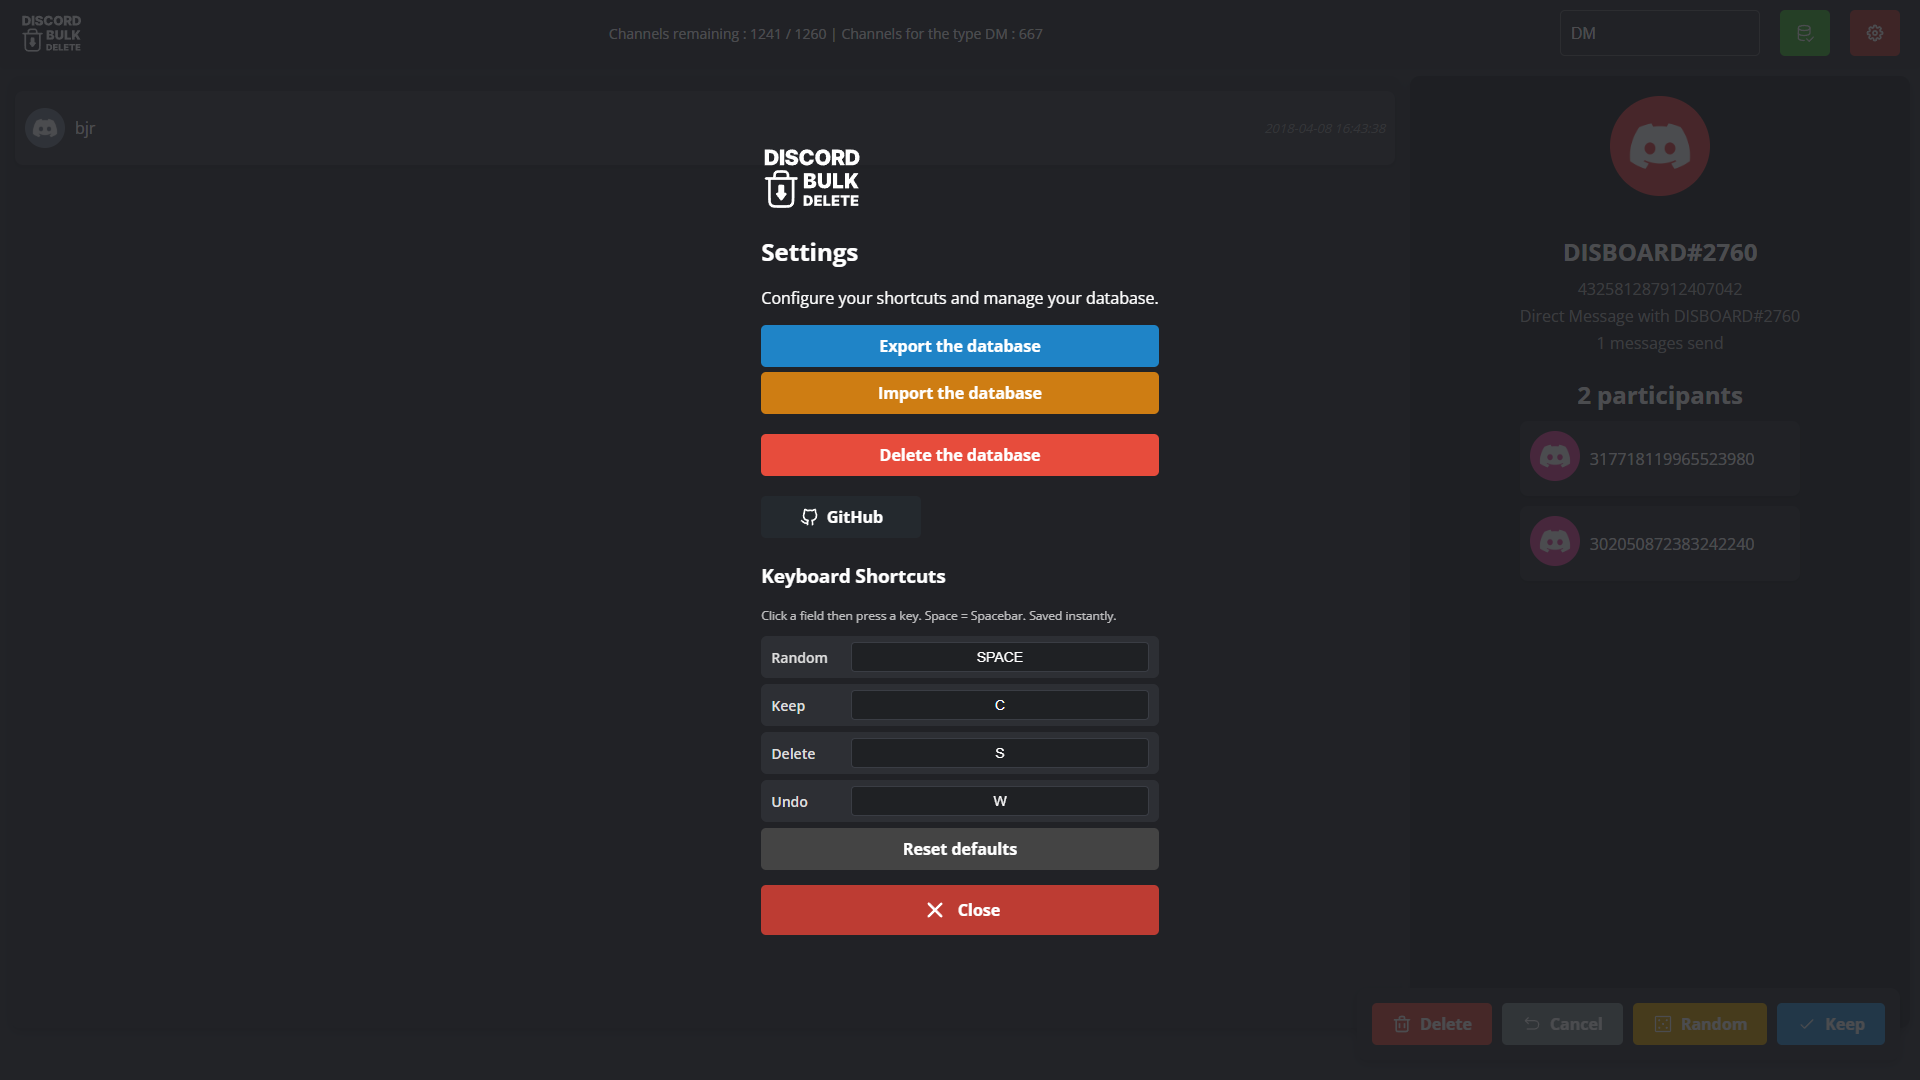 DISCORD
BULK
DELETE
Channels remaining : 1241 / 1260 | Channels for the type DM : 667
DM
bjr
2018-04-08 16:43:38
DISCORD
BULK
DELETE
Settings
Configure your shortcuts and manage your database.
Export the database
Import the database
Delete the database
GitHub
Keyboard Shortcuts
Click a field then press a key. Space = Spacebar. Saved instantly.
Random SPACE
Keep C
Delete S
Undo W
Reset defaults
Close
DISBOARD#2760
432581287912407042
Direct Message with DISBOARD#2760
1 messages send
2 participants
317718119965523980
302050872383242240
Delete Cancel Random Keep